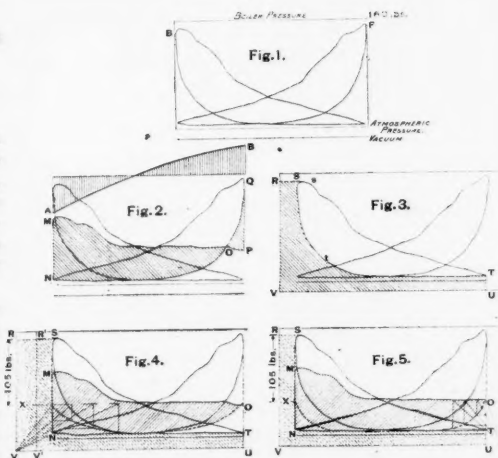 BOILER PRESSURE
B
F
Fig.1.
ATMOSPHERIC
PRESSURE.
VACUUM
B
A
M
Q
Fig.2.
O
P
N
R
S
Fig.3.
T
V
U
R
R'
S
Fig.4.
105 lbs.
M
X
O
N
T
V
V'
U
R
S
Fig.5.
105 lbs.
M
X
O
N
T
V
U